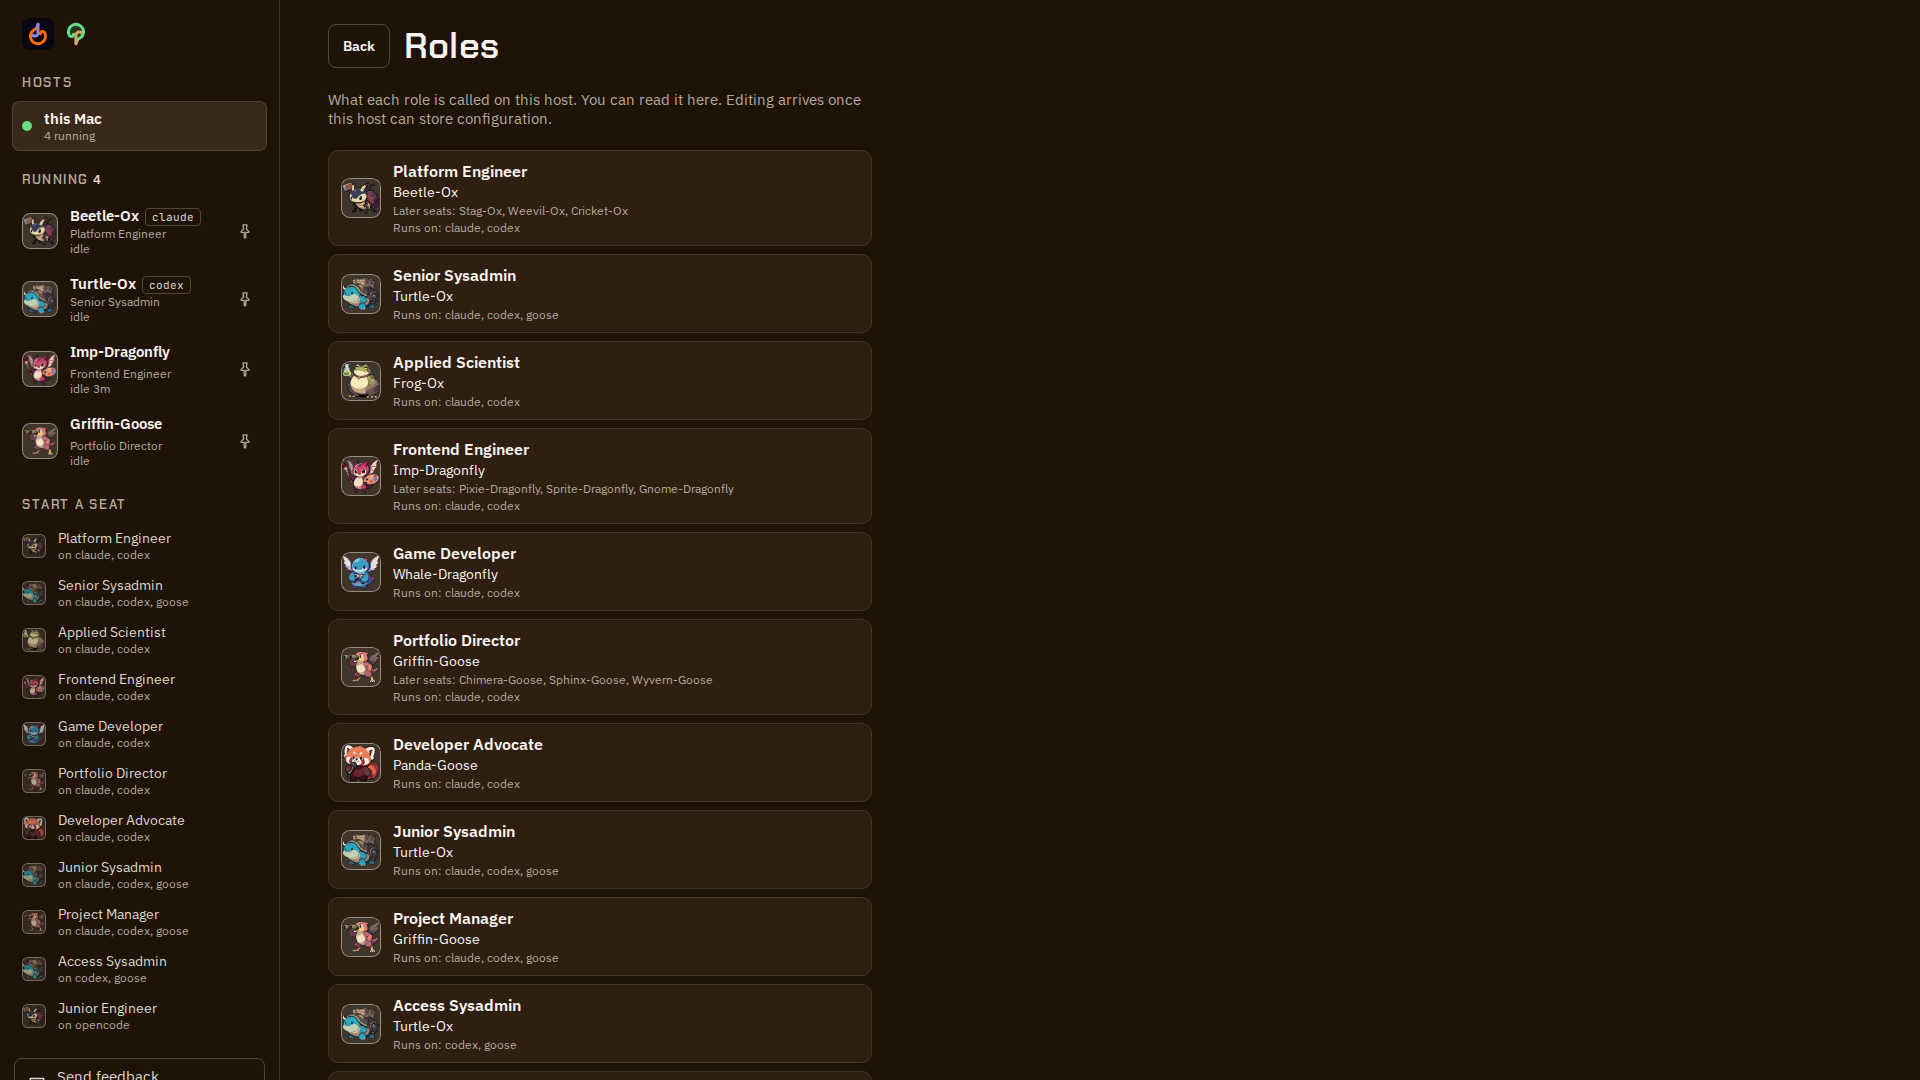 HOSTS
this Mac
4 running
RUNNING 4
Beetle-Ox claude
Platform Engineer
idle
Turtle-Ox codex
Senior Sysadmin
idle
Imp-Dragonfly
Frontend Engineer
idle 3m
Griffin-Goose
Portfolio Director
idle
START A SEAT
Platform Engineer
on claude, codex
Senior Sysadmin
on claude, codex, goose
Applied Scientist
on claude, codex
Frontend Engineer
on claude, codex
Game Developer
on claude, codex
Portfolio Director
on claude, codex
Developer Advocate
on claude, codex
Junior Sysadmin
on claude, codex, goose
Project Manager
on claude, codex, goose
Access Sysadmin
on codex, goose
Junior Engineer
on opencode
Send feedback
Back
Roles
What each role is called on this host. You can read it here. Editing arrives once
this host can store configuration.
Platform Engineer
Beetle-Ox
Later seats: Stag-Ox, Weevil-Ox, Cricket-Ox
Runs on: claude, codex
Senior Sysadmin
Turtle-Ox
Runs on: claude, codex, goose
Applied Scientist
Frog-Ox
Runs on: claude, codex
Frontend Engineer
Imp-Dragonfly
Later seats: Pixie-Dragonfly, Sprite-Dragonfly, Gnome-Dragonfly
Runs on: claude, codex
Game Developer
Whale-Dragonfly
Runs on: claude, codex
Portfolio Director
Griffin-Goose
Later seats: Chimera-Goose, Sphinx-Goose, Wyvern-Goose
Runs on: claude, codex
Developer Advocate
Panda-Goose
Runs on: claude, codex
Junior Sysadmin
Turtle-Ox
Runs on: claude, codex, goose
Project Manager
Griffin-Goose
Runs on: claude, codex, goose
Access Sysadmin
Turtle-Ox
Runs on: codex, goose